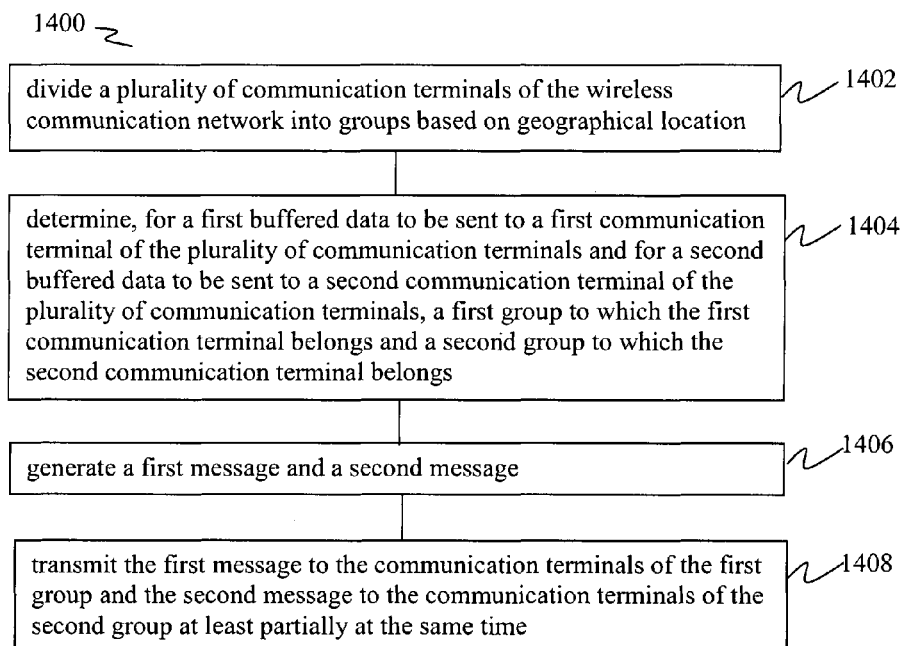 1400
divide a plurality of communication terminals of the wireless
communication network into groups based on geographical location
1402
determine, for a first buffered data to be sent to a first communication
terminal of the plurality of communication terminals and for a second
buffered data to be sent to a second communication terminal of the
plurality of communication terminals, a first group to which the first
communication terminal belongs and a second group to which the
second communication terminal belongs
1404
generate a first message and a second message
1406
transmit the first message to the communication terminals of the first
group and the second message to the communication terminals of the
second group at least partially at the same time
1408